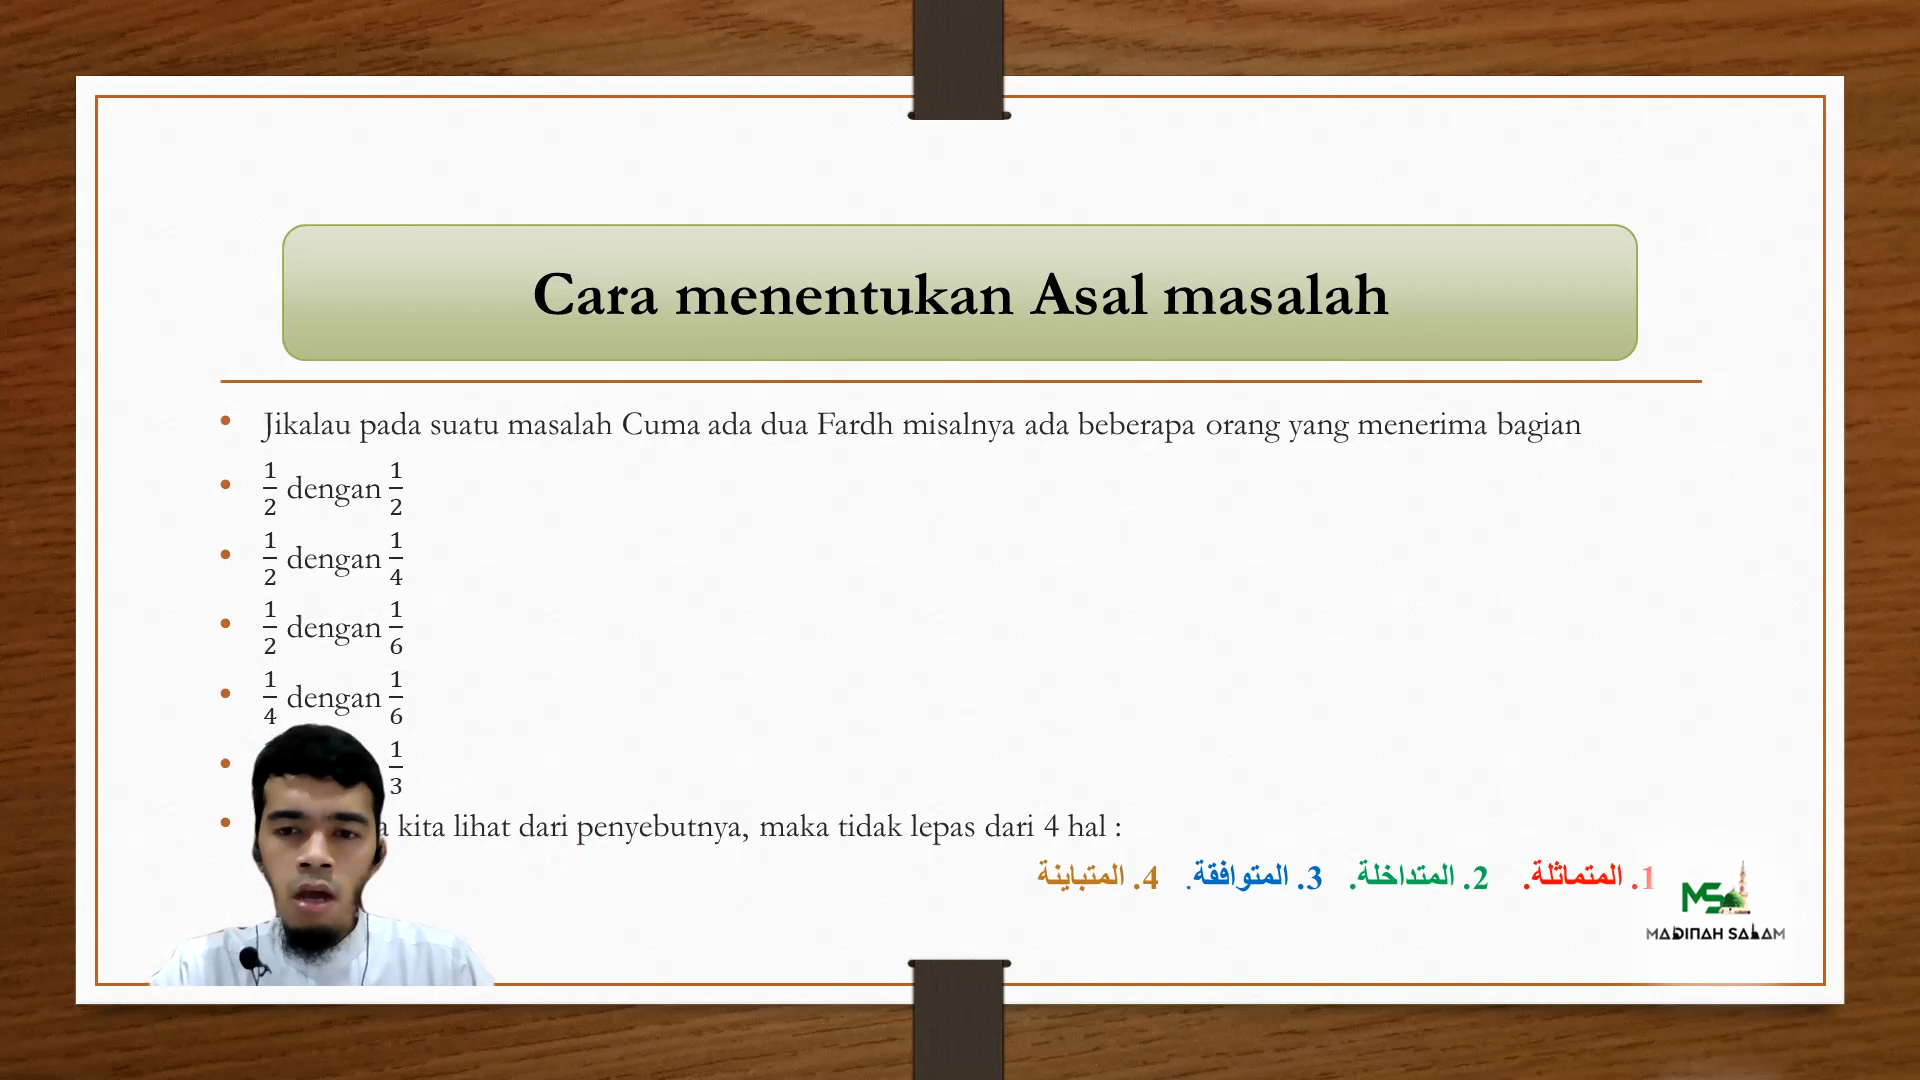 Cara menentukan Asal masalah
• Jikalau pada suatu masalah Cuma ada dua Fardh misalnya ada beberapa orang yang menerima bagian
• 1/2 dengan 1/2
• 1/2 dengan 1/4
• 1/2 dengan 1/6
• 1/4 dengan 1/6
• 1/3
• kita lihat dari penyebutnya, maka tidak lepas dari 4 hal :
1. المتماثلة. 2. المتداخلة. 3. المتوافقة. 4. المتباينة
MS
MADINAH SALAM